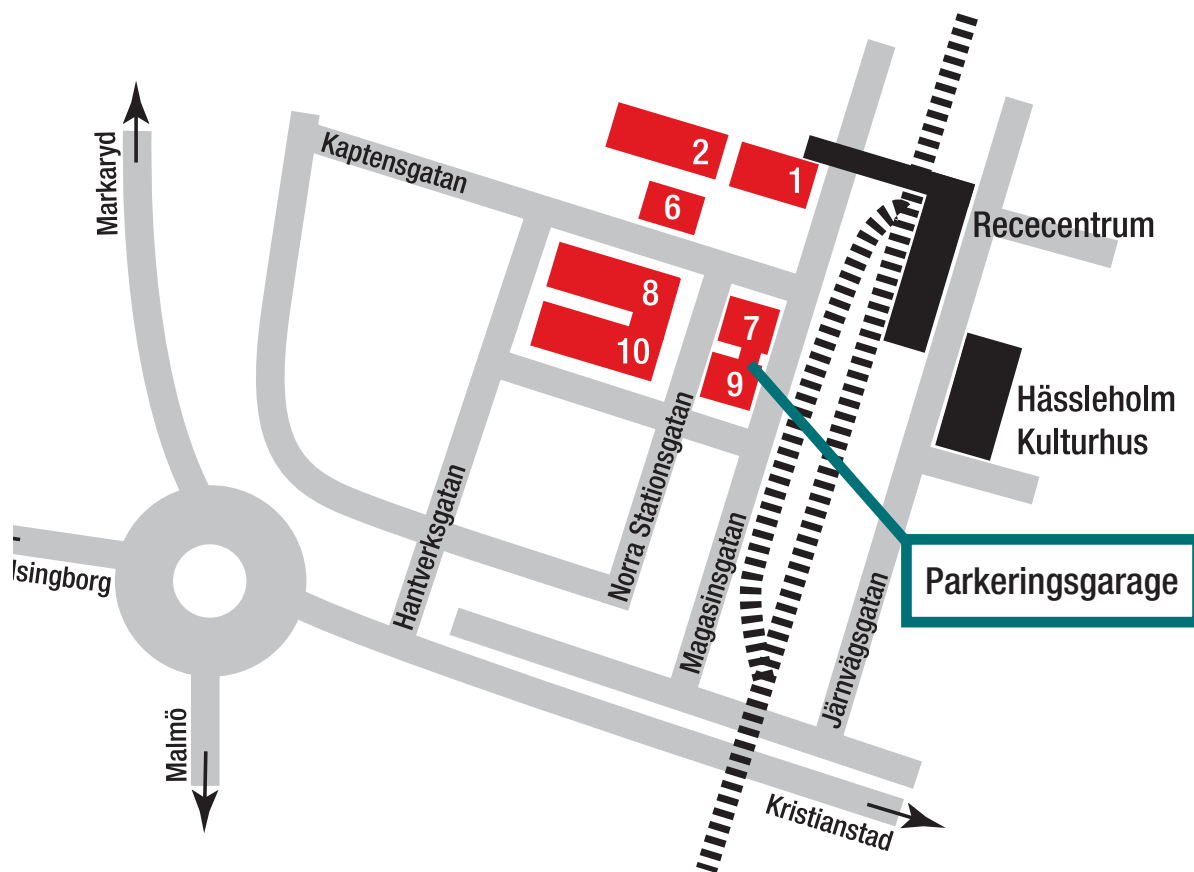 Markaryd
Kaptensgatan
2
1
6
Rececentrum
8
10
7
9
Hässleholm
Kulturhus
lsingborg
Hantverksgatan
Norra Stationsgatan
Magasinsgatan
Järnvägsgatan
Parkeringsgarage
Malmö
Kristianstad